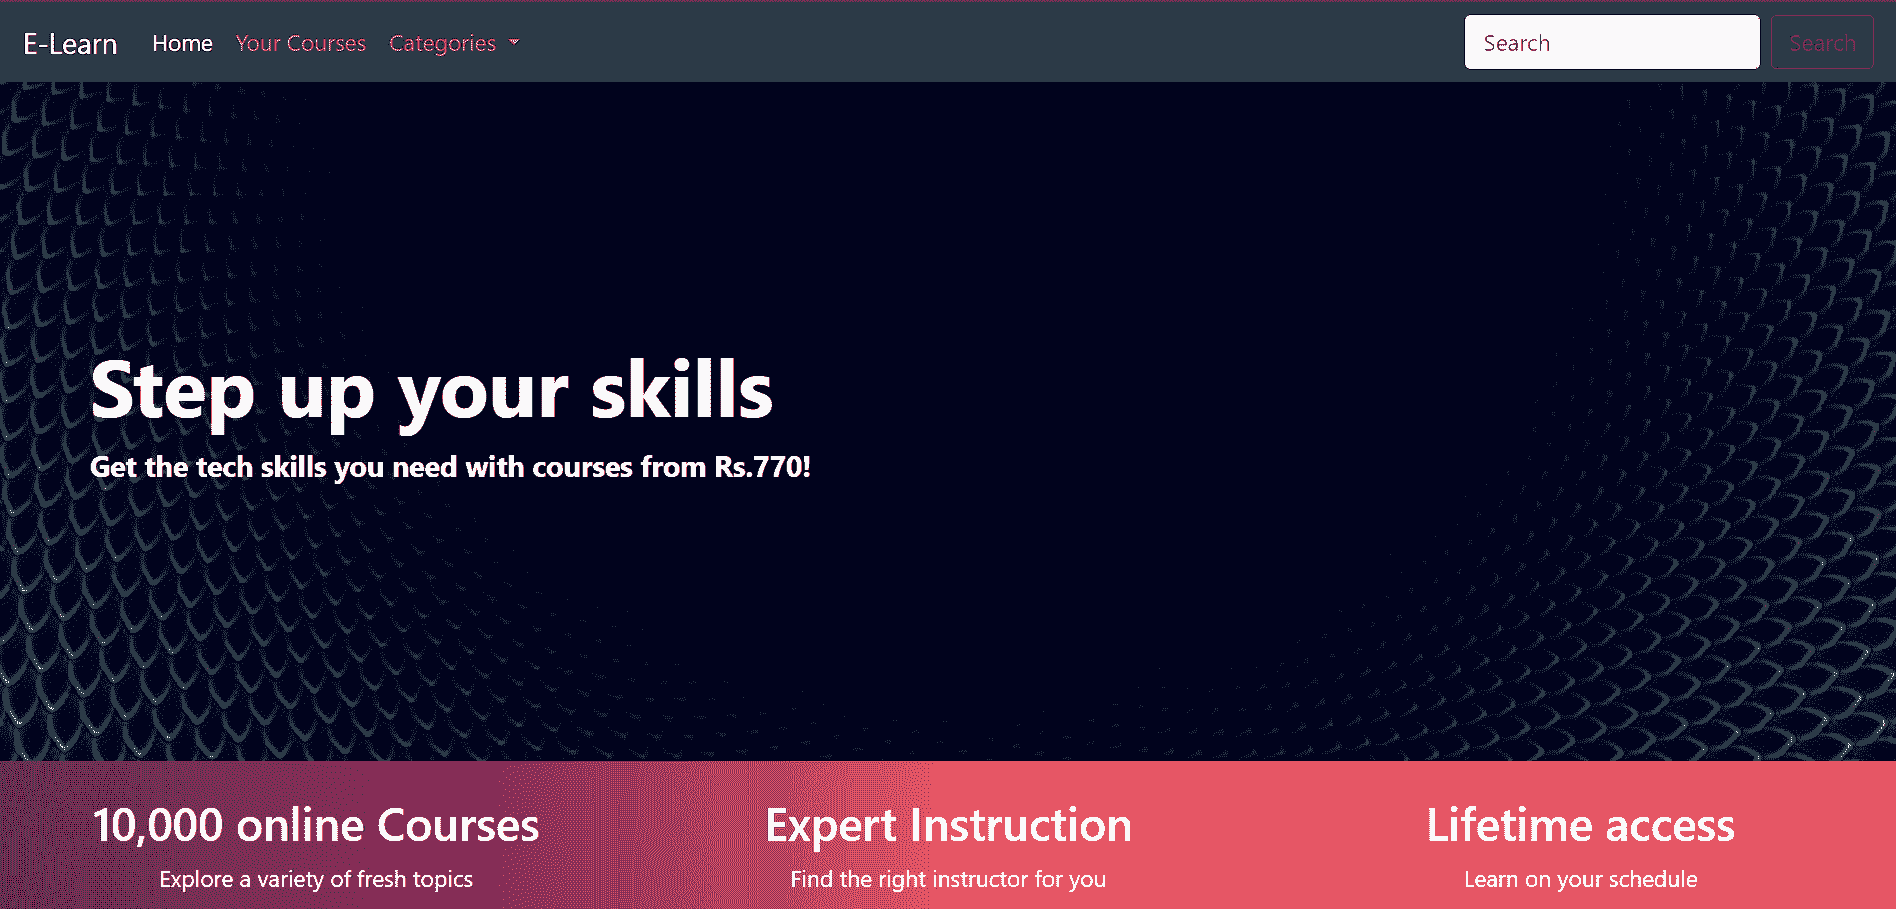 E-Learn Home Your Courses Categories Search Search
Step up your skills
Get the tech skills you need with courses from Rs.770!
10,000 online Courses
Explore a variety of fresh topics
Expert Instruction
Find the right instructor for you
Lifetime access
Learn on your schedule